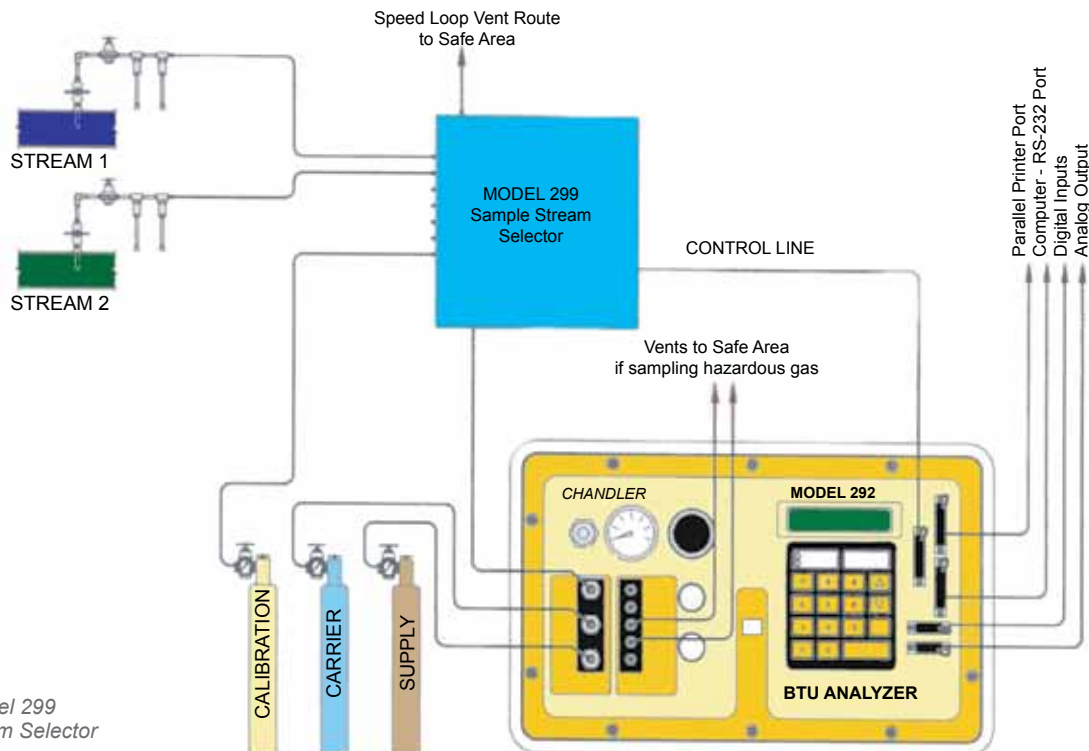 Speed Loop Vent Route
to Safe Area
STREAM 1
STREAM 2
MODEL 299
Sample Stream
Selector
CONTROL LINE
Parallel Printer Port
Computer - RS-232 Port
Digital Inputs
Analog Output
Vents to Safe Area
if sampling hazardous gas
CHANDLER
MODEL 292
BTU ANALYZER
CALIBRATION
CARRIER
SUPPLY
el 299
m Selector